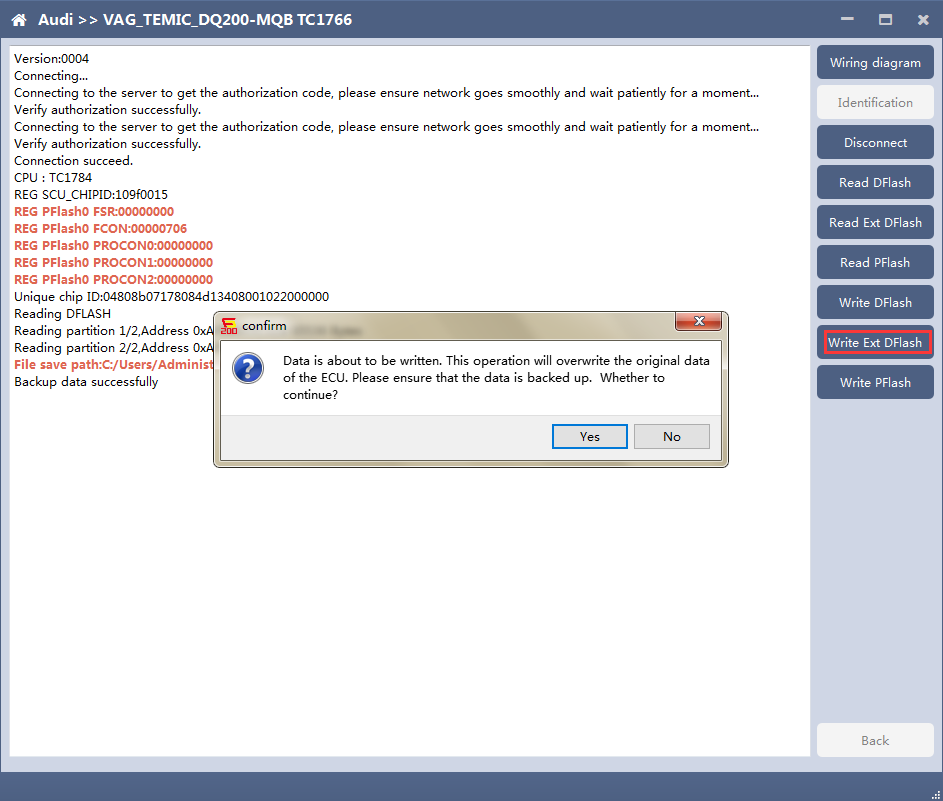 Audi >> VAG_TEMIC_DQ200-MQB TC1766
Version:0004
Connecting...
Connecting to the server to get the authorization code, please ensure network goes smoothly and wait patiently for a moment...
Verify authorization successfully.
Connecting to the server to get the authorization code, please ensure network goes smoothly and wait patiently for a moment...
Verify authorization successfully.
Connection succeed.
CPU : TC1784
REG SCU_CHIPID:109f0015
REG PFlash0 FSR:00000000
REG PFlash0 FCON:00000706
REG PFlash0 PROCON0:00000000
REG PFlash0 PROCON1:00000000
REG PFlash0 PROCON2:00000000
Unique chip ID:04808b07178084d13408001022000000
Reading DFLASH
Reading partition 1/2,Address 0xA
Reading partition 2/2,Address 0xA
File save path:C:/Users/Administ
Backup data successfully
200 confirm
Data is about to be written. This operation will overwrite the original data
of the ECU. Please ensure that the data is backed up. Whether to
continue?
Yes
No
Wiring diagram
Identification
Disconnect
Read DFlash
Read Ext DFlash
Read PFlash
Write DFlash
Write Ext DFlash
Write PFlash
Back